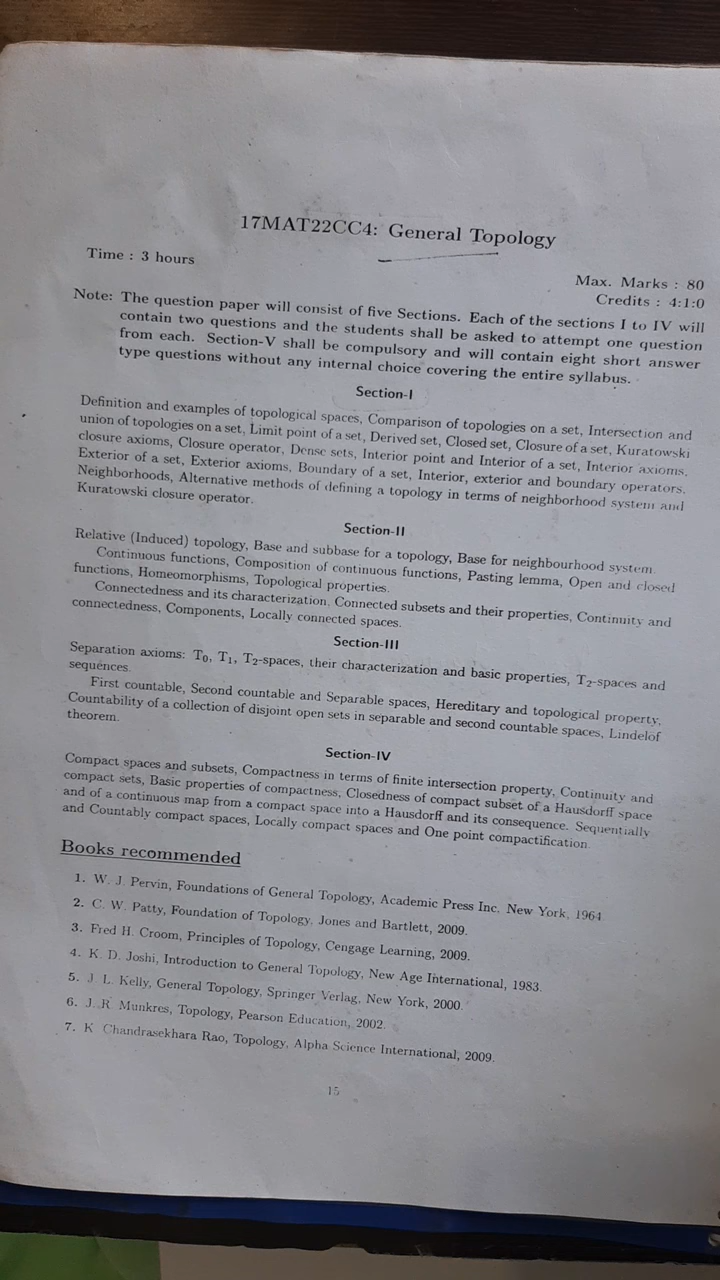 17MAT22CC4: General Topology
Time : 3 hours
Max. Marks : 80
Credits : 4:1:0
Note: The question paper will consist of five Sections. Each of the sections I to IV will
contain two questions and the students shall be asked to attempt one question
from each. Section-V shall be compulsory and will contain eight short answer
type questions without any internal choice covering the entire syllabus.
Section-I
Definition and examples of topological spaces, Comparison of topologies on a set, Intersection and
union of topologies on a set, Limit point of a set, Derived set, Closed set, Closure of a set, Kuratowski
closure axioms, Closure operator, Dense sets, Interior point and Interior of a set, Interior axioms,
Exterior of a set, Exterior axioms, Boundary of a set, Interior, exterior and boundary operators,
Neighborhoods, Alternative methods of defining a topology in terms of neighborhood system and
Kuratowski closure operator.
Section-II
Relative (Induced) topology, Base and subbase for a topology, Base for neighbourhood system.
Continuous functions, Composition of continuous functions, Pasting lemma, Open and closed
functions, Homeomorphisms, Topological properties.
Connectedness and its characterization, Connected subsets and their properties, Continuity and
connectedness, Components, Locally connected spaces.
Section-III
Separation axioms: T₀, T₁, T₂-spaces, their characterization and basic properties, T₂-spaces and
sequences.
First countable, Second countable and Separable spaces, Hereditary and topological property,
Countability of a collection of disjoint open sets in separable and second countable spaces, Lindelof
theorem.
Section-IV
Compact spaces and subsets, Compactness in terms of finite intersection property, Continuity and
compact sets, Basic properties of compactness, Closedness of compact subset of a Hausdorff space
and of a continuous map from a compact space into a Hausdorff and its consequence. Sequentially
and Countably compact spaces, Locally compact spaces and One point compactification.
Books recommended
1. W. J. Pervin, Foundations of General Topology, Academic Press Inc. New York, 1964.
2. C. W. Patty, Foundation of Topology, Jones and Bartlett, 2009.
3. Fred H. Croom, Principles of Topology, Cengage Learning, 2009.
4. K. D. Joshi, Introduction to General Topology, New Age International, 1983.
5. J. L. Kelly, General Topology, Springer Verlag, New York, 2000.
6. J. R. Munkres, Topology, Pearson Education, 2002.
7. K. Chandrasekhara Rao, Topology, Alpha Science International, 2009.
15